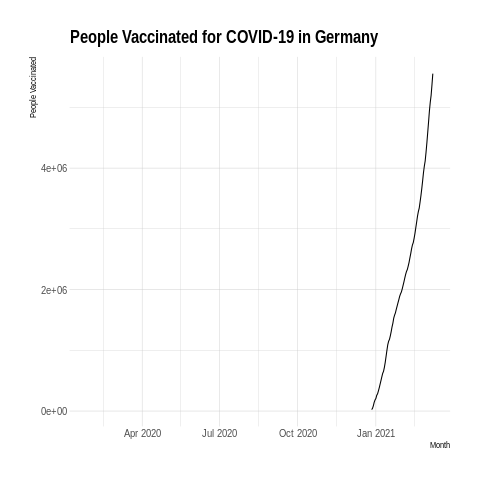 People Vaccinated for COVID-19 in Germany
People Vaccinated
4e+06
2e+06
0e+00
Apr 2020
Jul 2020
Oct 2020
Jan 2021
Month